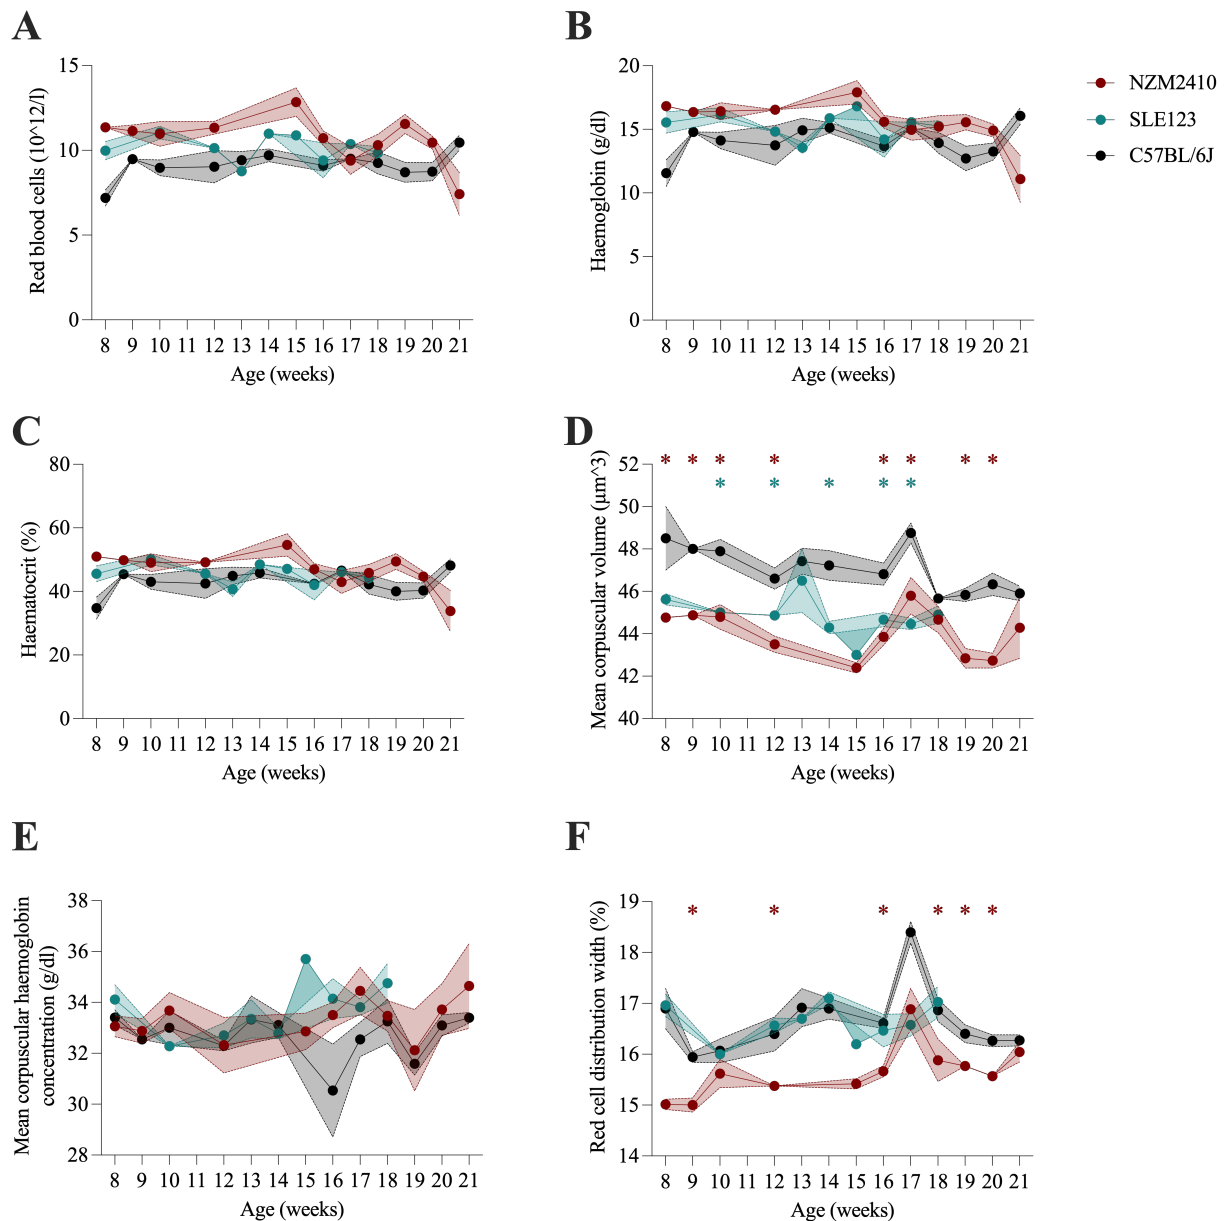 A
15
10
5
0
Red blood cells (10^12/l)
8 9 10 11 12 13 14 15 16 17 18 19 20 21
Age (weeks)
B
20
15
10
5
0
Haemoglobin (g/dl)
8 9 10 11 12 13 14 15 16 17 18 19 20 21
Age (weeks)
NZM2410
SLE123
C57BL/6J
C
80
60
40
20
0
Haematocrit (%)
8 9 10 11 12 13 14 15 16 17 18 19 20 21
Age (weeks)
D
* * * * * * * *
* * * * *
52
50
48
46
44
42
40
Mean corpuscular volume (μm^3)
8 9 10 11 12 13 14 15 16 17 18 19 20 21
Age (weeks)
E
38
36
34
32
30
28
Mean corpuscular haemoglobin
concentration (g/dl)
8 9 10 11 12 13 14 15 16 17 18 19 20 21
Age (weeks)
F
* * * * * *
19
18
17
16
15
14
Red cell distribution width (%)
8 9 10 11 12 13 14 15 16 17 18 19 20 21
Age (weeks)